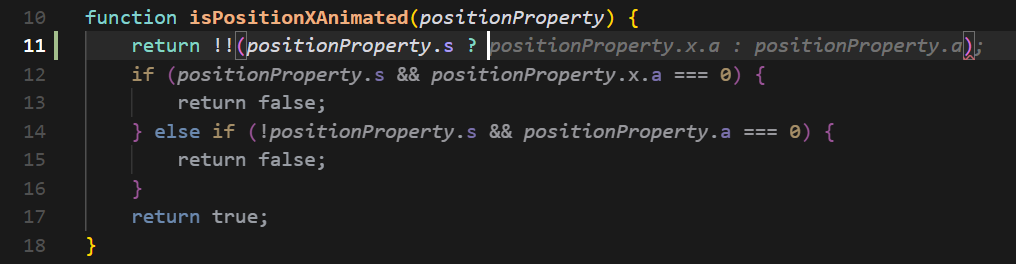 10 function isPositionXAnimated(positionProperty) {
11 return !!(positionProperty.s ? positionProperty.x.a : positionProperty.a);
12 if (positionProperty.s && positionProperty.x.a === 0) {
13 return false;
14 } else if (!positionProperty.s && positionProperty.a === 0) {
15 return false;
16 }
17 return true;
18 }